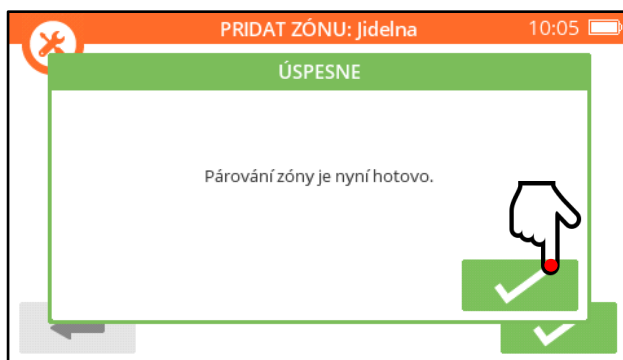 PRIDAT ZÓNU: Jidelna 10:05
ÚSPESNE
Párování zóny je nyní hotovo.